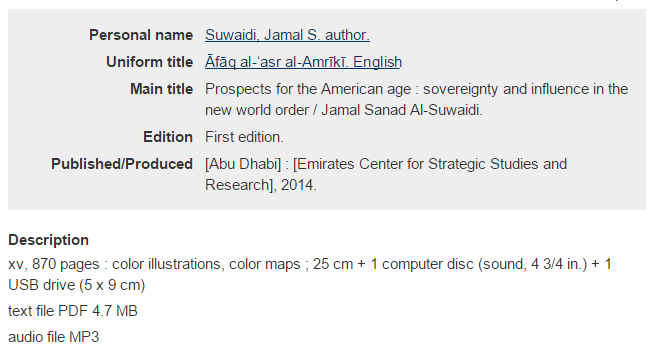 Personal name Suwaidi, Jamal S. author.
Uniform title Āfāq al-ʻasr al-Amrīkī. English
Main title Prospects for the American age : sovereignty and influence in the
new world order / Jamal Sanad Al-Suwaidi.
Edition First edition.
Published/Produced [Abu Dhabi] : [Emirates Center for Strategic Studies and
Research], 2014.
Description
xv, 870 pages : color illustrations, color maps ; 25 cm + 1 computer disc (sound, 4 3/4 in.) + 1
USB drive (5 x 9 cm)
text file PDF 4.7 MB
audio file MP3